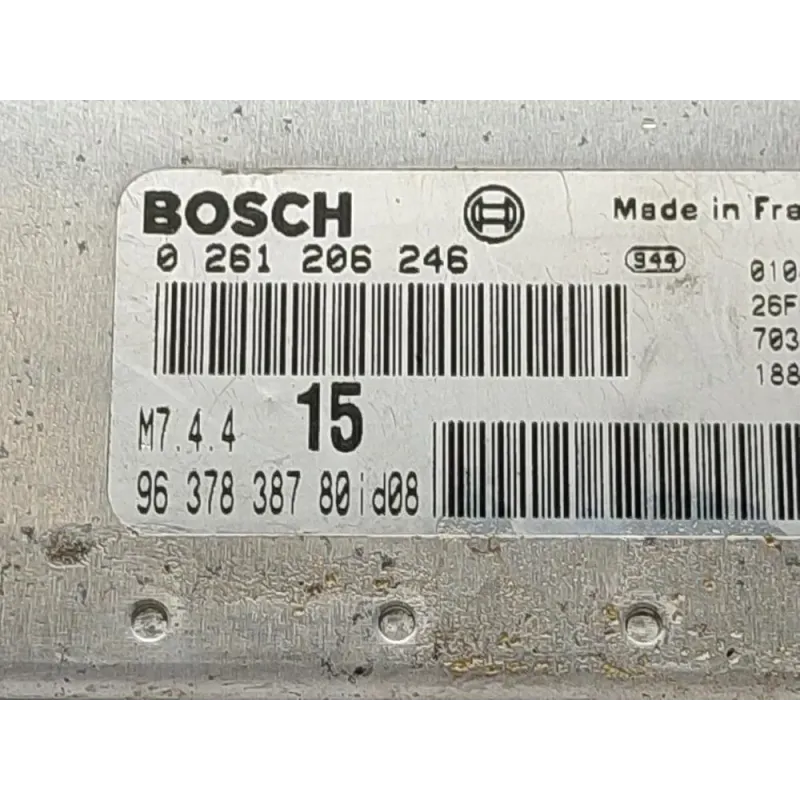 BOSCH
Made in Fra
0 261 206 246
944
010
26F
703
188
M7.4.4
15
96 378 387 80id08